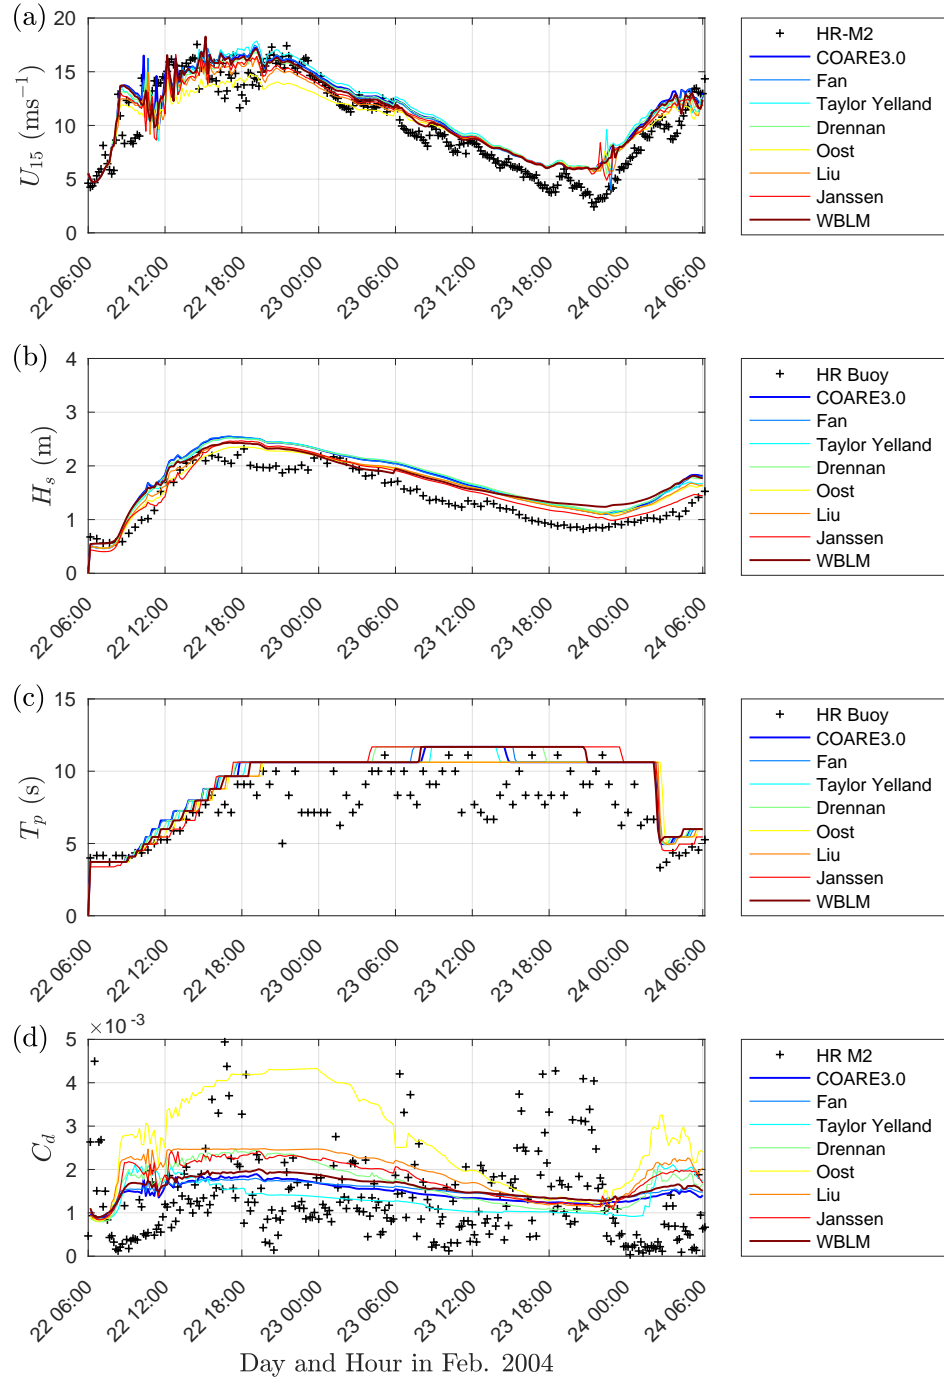 (a)
20
15
10
5
0
U15 (ms−1)
22 06:00
22 12:00
22 18:00
23 00:00
23 06:00
23 12:00
23 18:00
24 00:00
24 06:00
HR-M2
COARE3.0
Fan
Taylor Yelland
Drennan
Oost
Liu
Janssen
WBLM
(b)
4
3
2
1
0
Hs (m)
22 06:00
22 12:00
22 18:00
23 00:00
23 06:00
23 12:00
23 18:00
24 00:00
24 06:00
HR Buoy
COARE3.0
Fan
Taylor Yelland
Drennan
Oost
Liu
Janssen
WBLM
(c)
15
10
5
0
Tp (s)
22 06:00
22 12:00
22 18:00
23 00:00
23 06:00
23 12:00
23 18:00
24 00:00
24 06:00
HR Buoy
COARE3.0
Fan
Taylor Yelland
Drennan
Oost
Liu
Janssen
WBLM
(d)
×10-3
5
4
3
2
1
0
Cd
22 06:00
22 12:00
22 18:00
23 00:00
23 06:00
23 12:00
23 18:00
24 00:00
24 06:00
Day and Hour in Feb. 2004
HR M2
COARE3.0
Fan
Taylor Yelland
Drennan
Oost
Liu
Janssen
WBLM